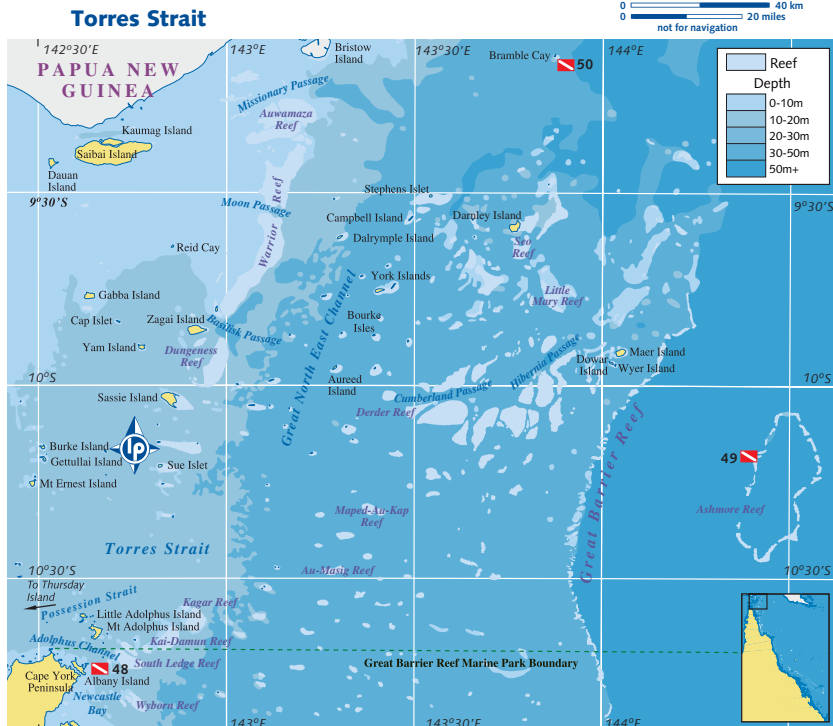 Torres Strait
0 40 km
0 20 miles
not for navigation
142°30'E
143°E
143°30'E
144°E
Bristow
Island
Bramble Cay
50
PAPUA NEW
GUINEA
Reef
Depth
0-10m
10-20m
20-30m
30-50m
50m+
Missionary Passage
Auwamaza
Reef
Kaumag Island
Saibai Island
Dauan
Island
9°30'S
9°30'S
Stephens Islet
Moon Passage
Warrior Reef
Campbell Island
Darnley Island
Dalrymple Island
Seo
Reef
Reid Cay
York Islands
Little
Mary Reef
Gabba Island
Great North East Channel
Cap Islet
Zagai Island
Basilisk Passage
Bourke
Isles
Yam Island
Dungeness
Reef
Hibernia Passage
Maer Island
Dowar
Island
Wyer Island
10°S
10°S
Aureed
Island
Cumberland Passage
Sassie Island
Derder Reef
Great Barrier Reef
Burke Island
lp
Gettullai Island
Sue Islet
49
Mt Ernest Island
Maped-Au-Kap
Reef
Ashmore Reef
Torres Strait
Au-Masig Reef
10°30'S
10°30'S
To Thursday
Island
Possession Strait
Kagar Reef
Little Adolphus Island
Mt Adolphus Island
Adolphus Channel
Kai-Damun Reef
South Ledge Reef
Great Barrier Reef Marine Park Boundary
48
Cape York
Peninsula
Albany Island
Newcastle
Bay
Wyborn Reef
143°E
143°30'E
144°E